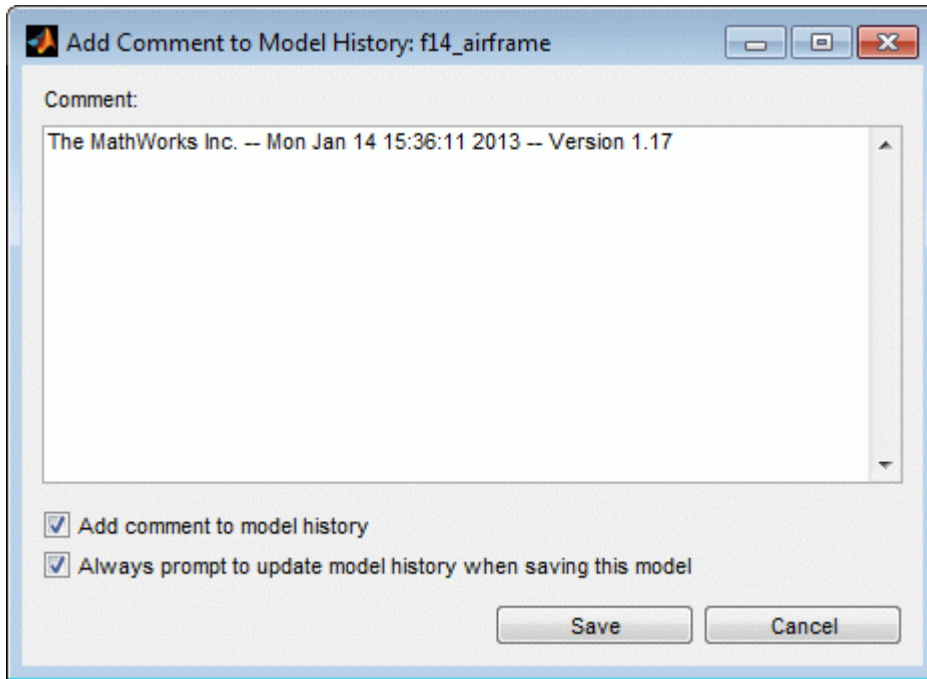 Add Comment to Model History: f14_airframe
Comment:
The MathWorks Inc. -- Mon Jan 14 15:36:11 2013 -- Version 1.17
Add comment to model history
Always prompt to update model history when saving this model
Save
Cancel